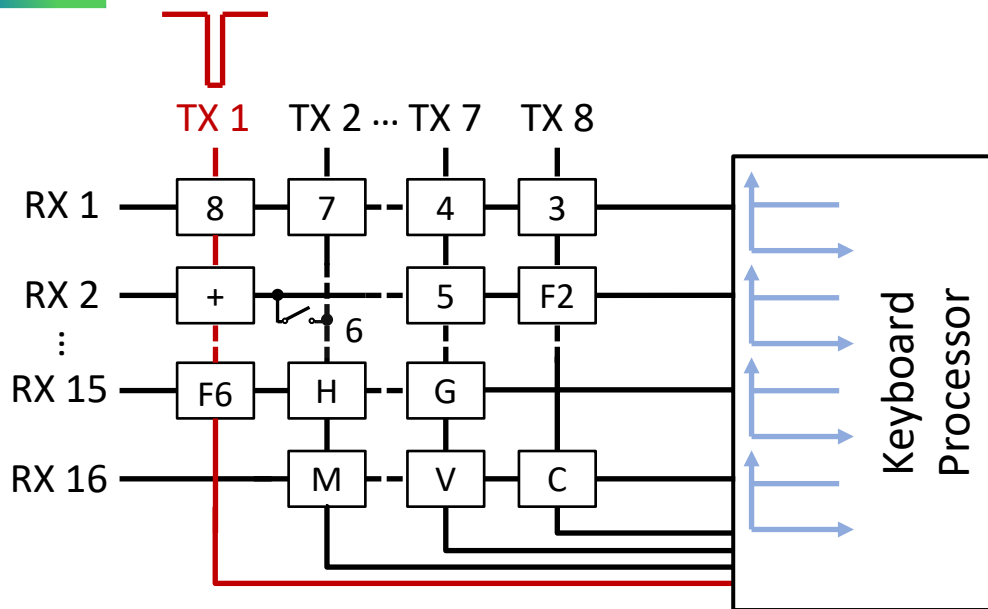 TX 1 TX 2 ... TX 7 TX 8
RX 1 8 7 4 3
RX 2 + 6 5 F2
...
RX 15 F6 H G
RX 16 M V C
Keyboard
Processor